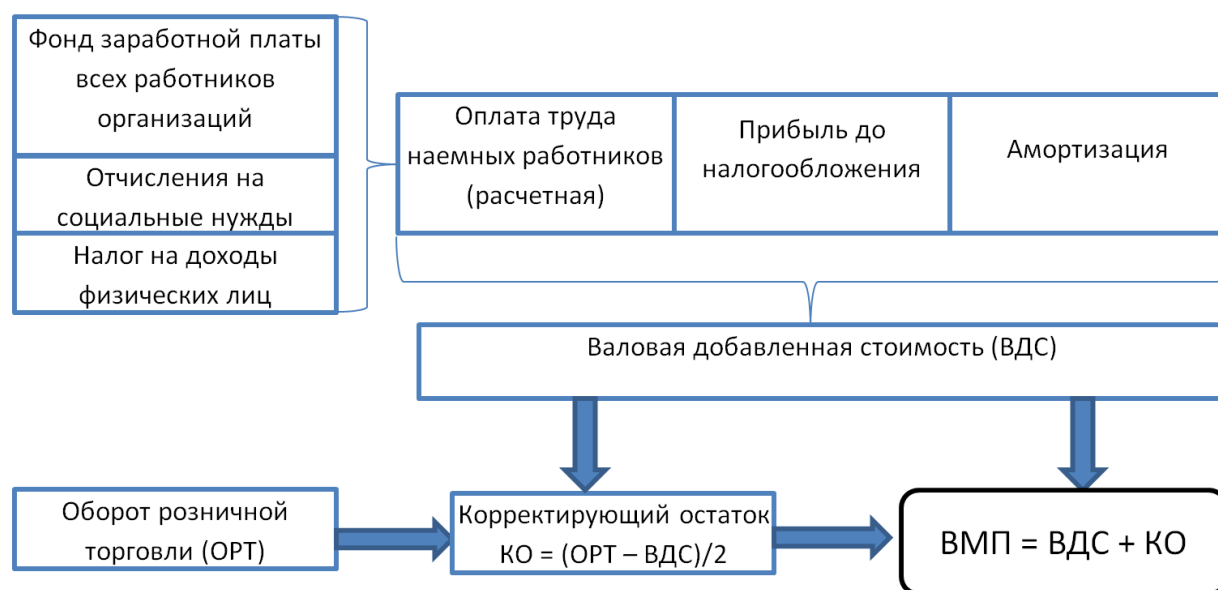 Фонд заработной платы
всех работников
организаций
Отчисления на
социальные нужды
Налог на доходы
физических лиц
Оплата труда
наемных работников
(расчетная)
Прибыль до
налогообложения
Амортизация
Валовая добавленная стоимость (ВДС)
Оборот розничной
торговли (ОРТ)
Корректирующий остаток
КО = (ОРТ – ВДС)/2
ВМП = ВДС + КО